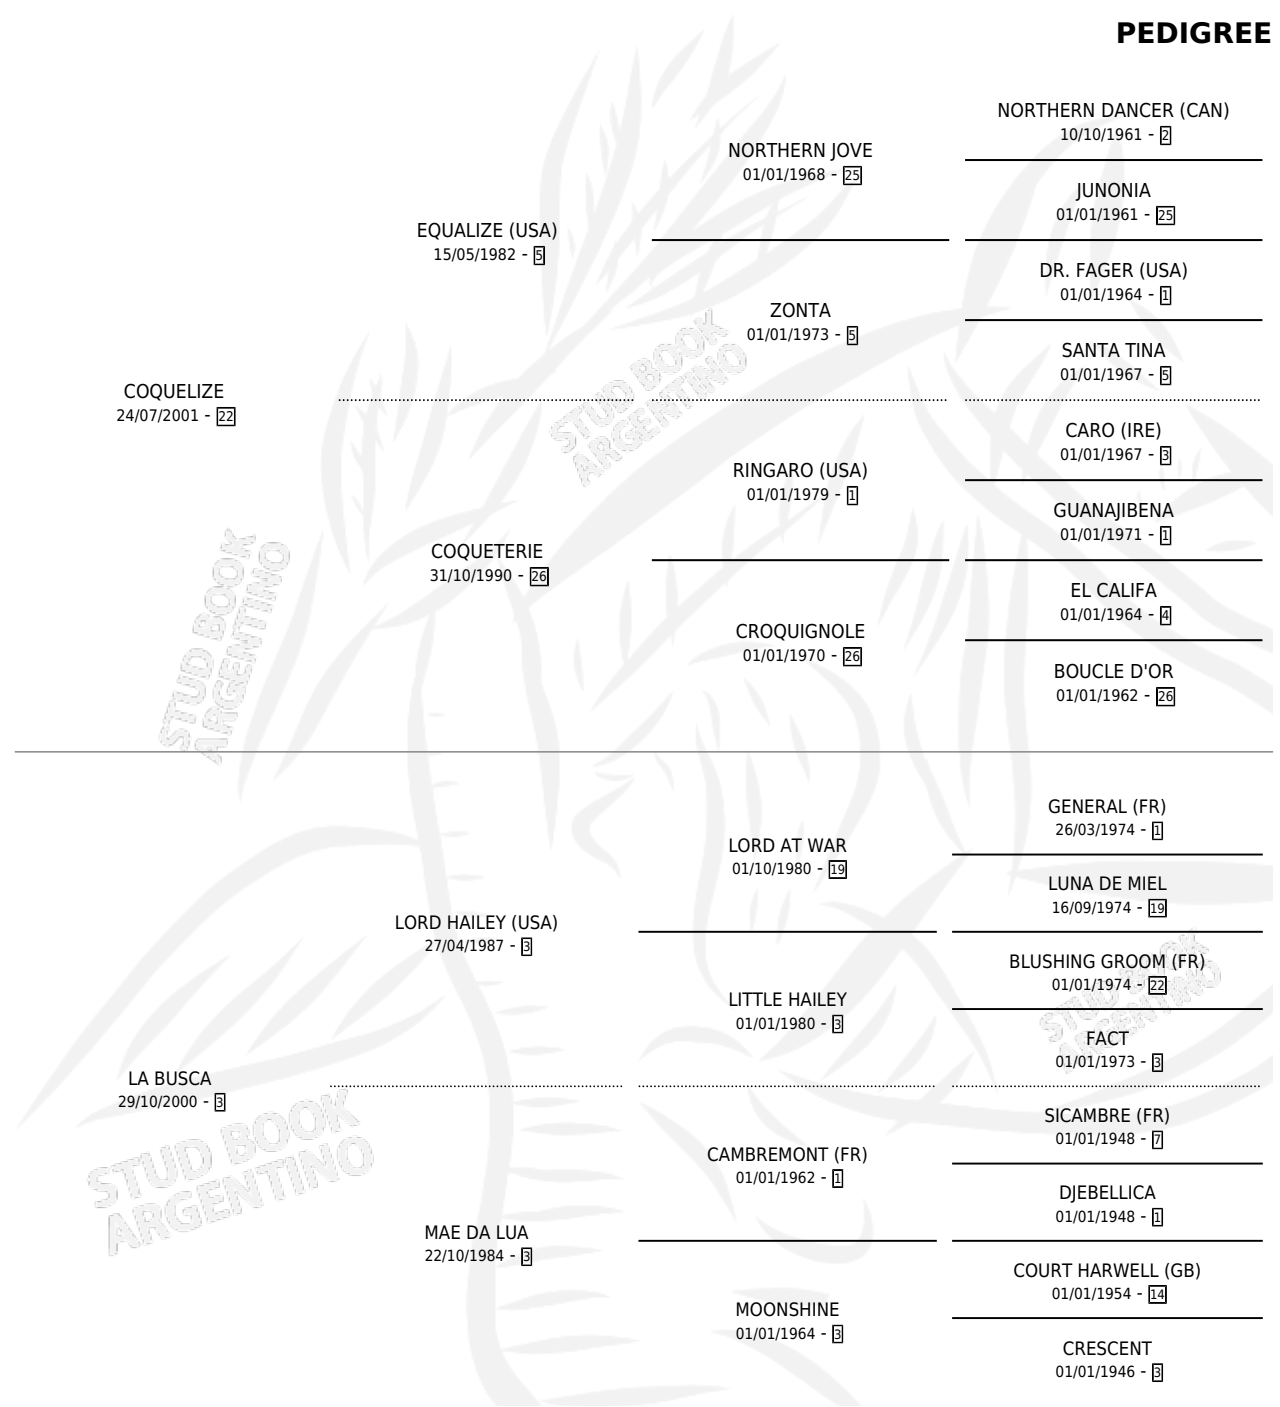 PEDIGREE
NORTHERN DANCER (CAN)
10/10/1961 - 2
NORTHERN JOVE
01/01/1968 - 25
JUNONIA
01/01/1961 - 25
EQUALIZE (USA)
15/05/1982 - 5
DR. FAGER (USA)
01/01/1964 - 1
ZONTA
01/01/1973 - 5
SANTA TINA
01/01/1967 - 5
COQUELIZE
24/07/2001 - 22
CARO (IRE)
01/01/1967 - 3
RINGARO (USA)
01/01/1979 - 1
GUANAJIBENA
01/01/1971 - 1
COQUETERIE
31/10/1990 - 26
EL CALIFA
01/01/1964 - 4
CROQUIGNOLE
01/01/1970 - 26
BOUCLE D'OR
01/01/1962 - 26
GENERAL (FR)
26/03/1974 - 1
LORD AT WAR
01/10/1980 - 19
LUNA DE MIEL
16/09/1974 - 19
LORD HAILEY (USA)
27/04/1987 - 3
BLUSHING GROOM (FR)
01/01/1974 - 22
LITTLE HAILEY
01/01/1980 - 3
FACT
01/01/1973 - 3
LA BUSCA
29/10/2000 - 3
SICAMBRE (FR)
01/01/1948 - 7
CAMBREMONT (FR)
01/01/1962 - 1
DJEBELLICA
01/01/1948 - 1
MAE DA LUA
22/10/1984 - 3
COURT HARWELL (GB)
01/01/1954 - 14
MOONSHINE
01/01/1964 - 3
CRESCENT
01/01/1946 - 3
STUD BOOK
ARGENTINO
STUD BOOK
ARGENTINO
STUD BOOK
ARGENTINO
STUD BOOK
ARGENTINO